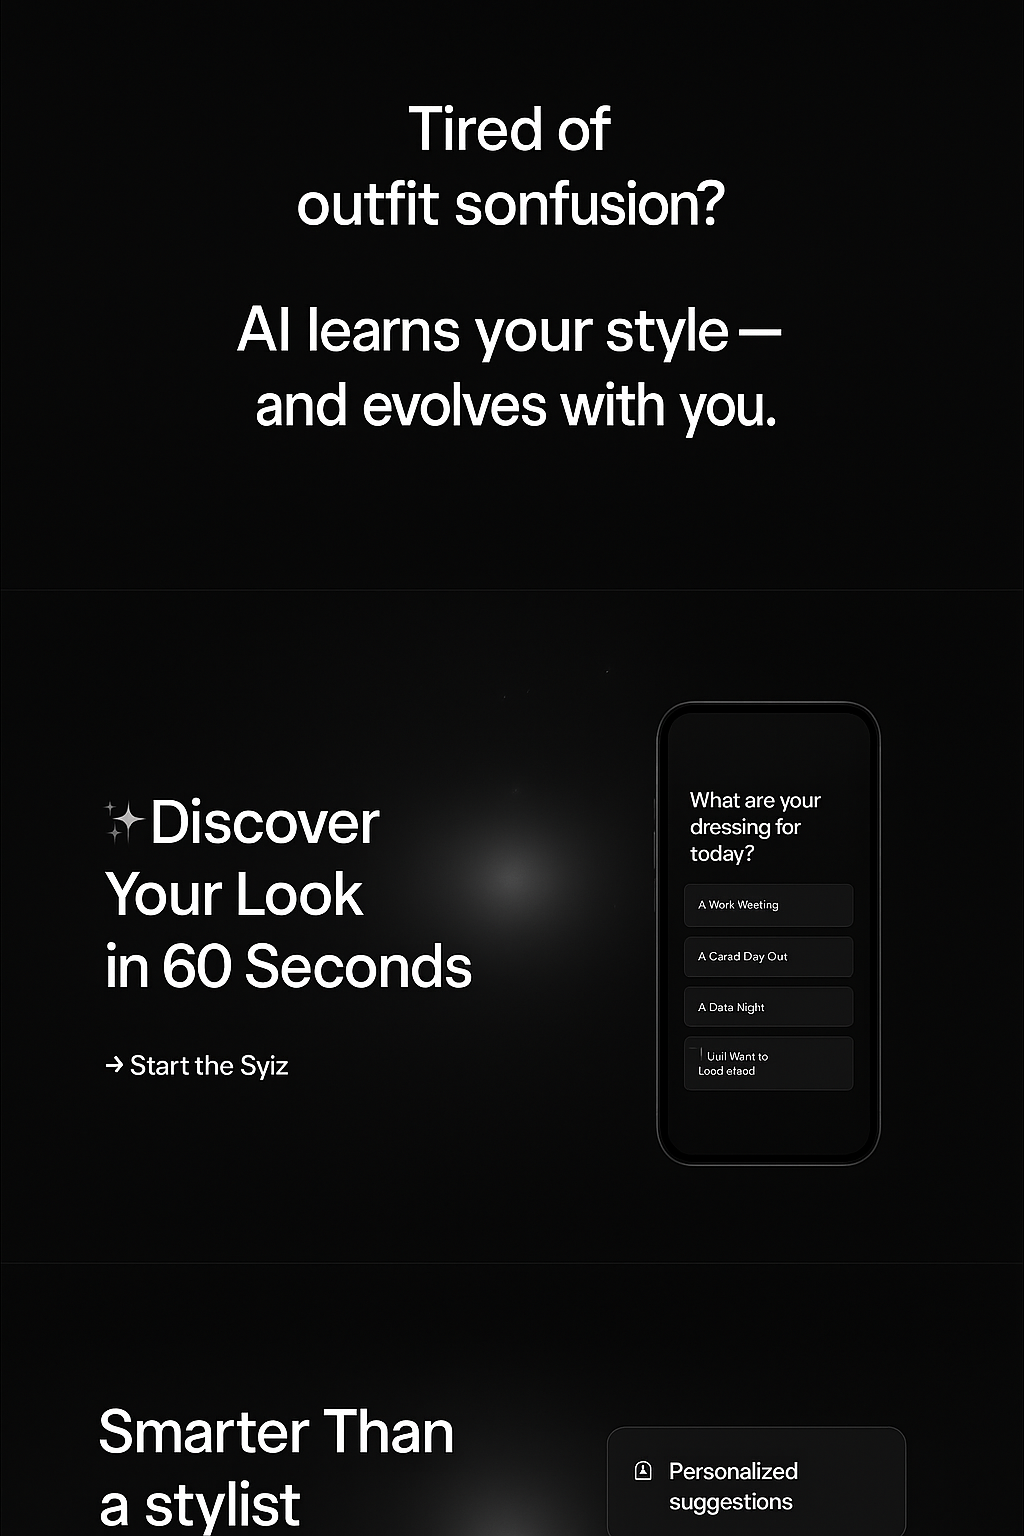 Tired of
outfit sonfusion?
AI learns your style —
and evolves with you.
Discover
Your Look
in 60 Seconds
→ Start the Syiz
What are your
dressing for
today?
A Work Weeting
A Carad Day Out
A Data Night
Uuil Want to
Lood etaod
Smarter Than
a stylist
Personalized
suggestions